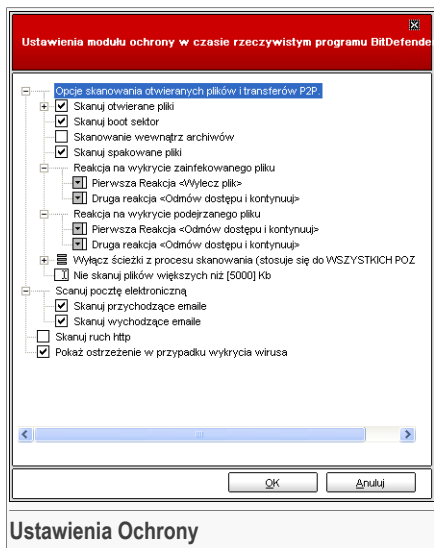 Ustawienia modułu ochrony w czasie rzeczywistym programu BitDefende
Opcje skanowania otwieranych plików i transferów P2P.
Skanuj otwierane pliki
Skanuj boot sektor
Skanowanie wewnątrz archiwów
Skanuj spakowane pliki
Reakcja na wykrycie zainfekowanego pliku
Pierwsza Reakcja <Wylecz plik>
Druga reakcja <Odmów dostępu i kontynuuj>
Reakcja na wykrycie podejrzanego pliku
Pierwsza Reakcja <Odmów dostępu i kontynuuj>
Druga reakcja <Odmów dostępu i kontynuuj>
Wyłącz ścieżki z procesu skanowania (stosuje się do WSZYSTKICH POZ
Nie skanuj plików większych niż [5000] Kb
Scanuj pocztę elektroniczną
Skanuj przychodzące emaile
Skanuj wychodzące emaile
Skanuj ruch http
Pokaż ostrzeżenie w przypadku wykrycia wirusa
OK Anuluj
Ustawienia Ochrony